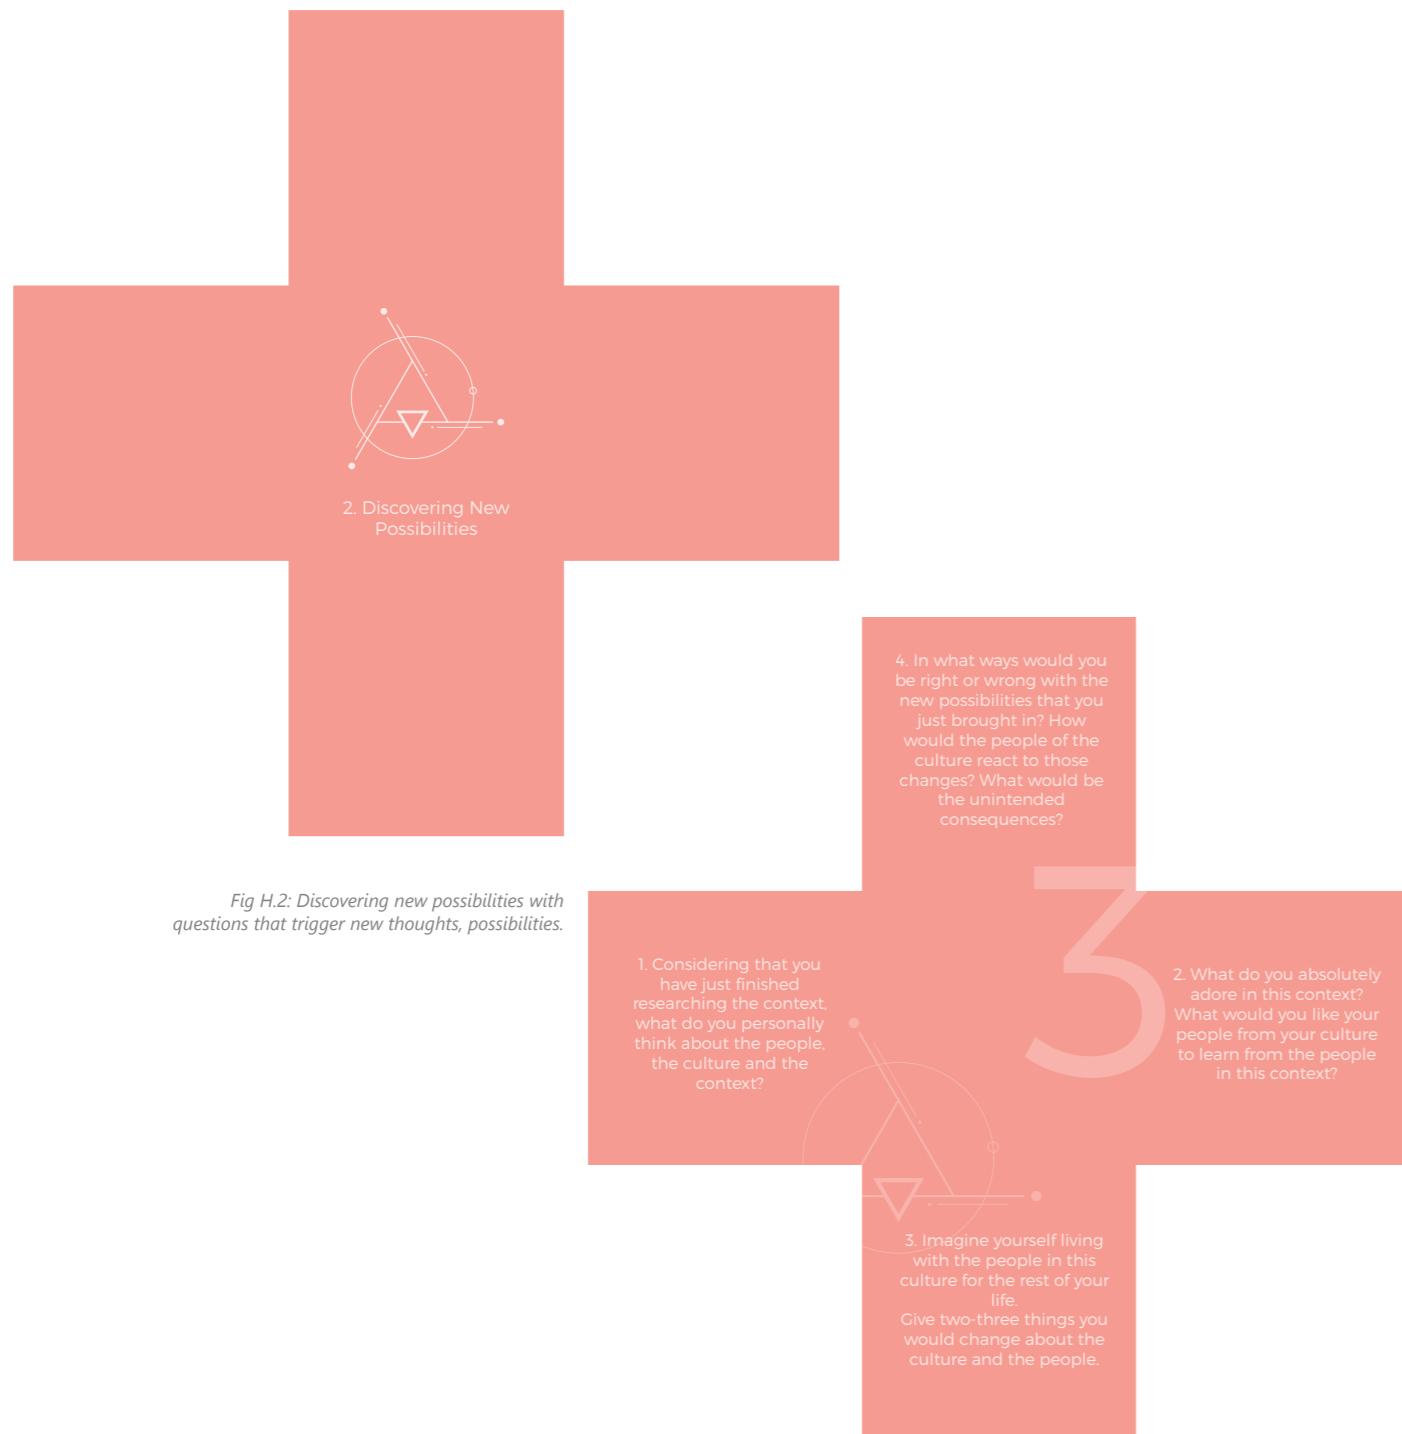 2. Discovering New
Possibilities
Fig H.2: Discovering new possibilities with
questions that trigger new thoughts, possibilities.
4. In what ways would you
be right or wrong with the
new possibilities that you
just brought in? How
would the people of the
culture react to those
changes? What would be
the unintended
consequences?
3
1. Considering that you
have just finished
researching the context,
what do you personally
think about the people,
the culture and the
context?
2. What do you absolutely
adore in this context?
What would you like your
people from your culture
to learn from the people
in this context?
3. Imagine yourself living
with the people in this
culture for the rest of your
life.
Give two-three things you
would change about the
culture and the people.